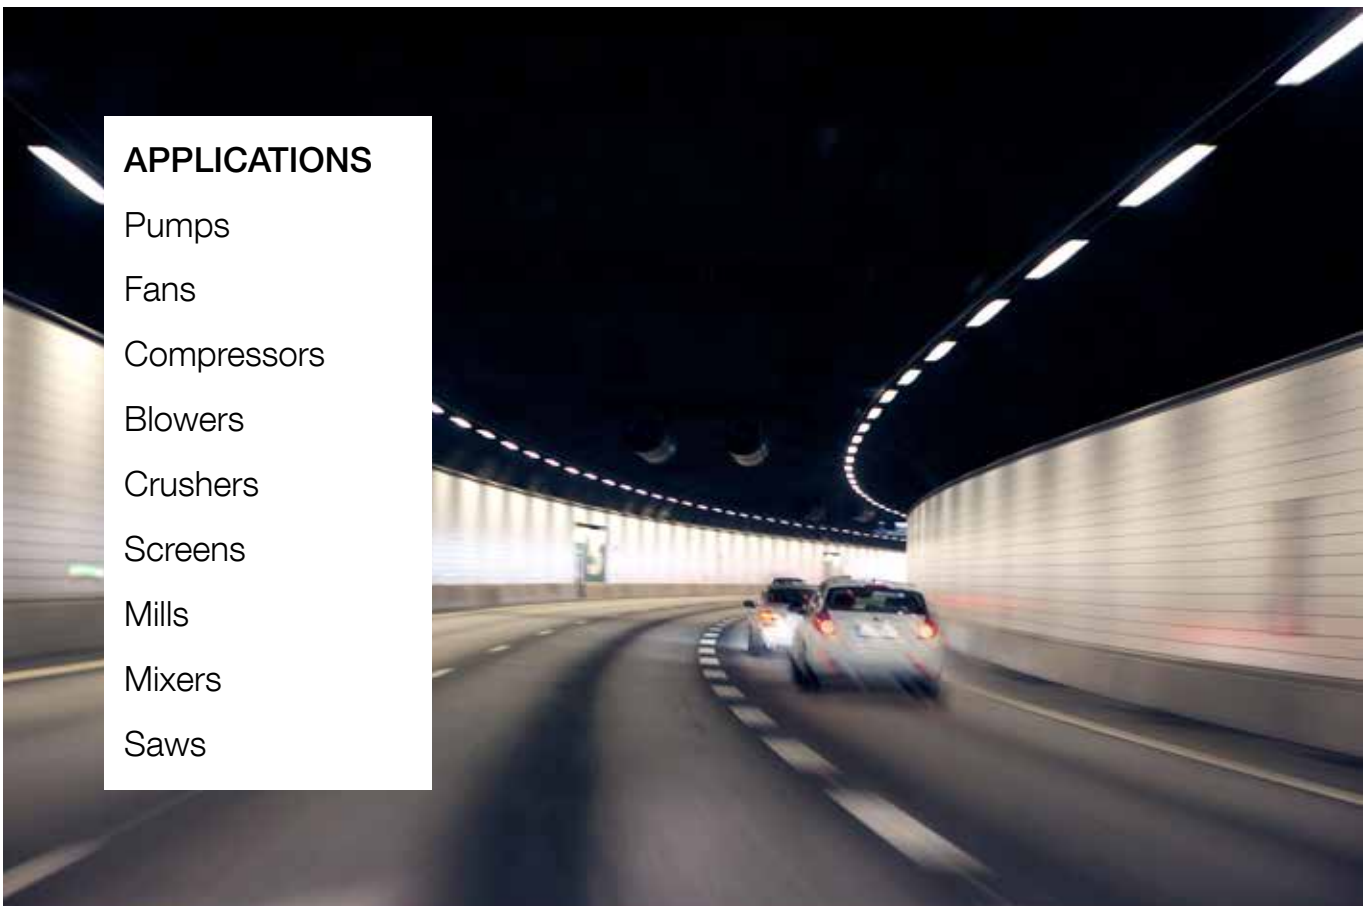 APPLICATIONS
Pumps
Fans
Compressors
Blowers
Crushers
Screens
Mills
Mixers
Saws